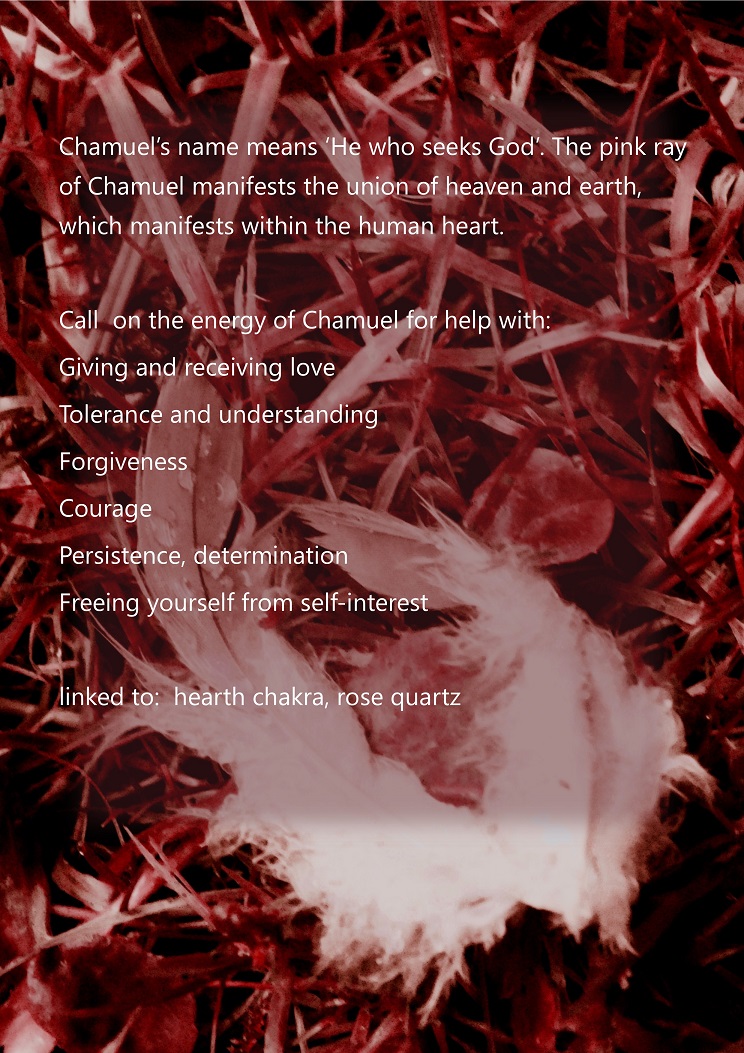 Chamuel's name means ‘He who seeks God’. The pink ray
of Chamuel manifests the union of heaven and earth,
which manifests within the human heart.
Call  on the energy of Chamuel for help with:
Giving and receiving love
Tolerance and understanding
Forgiveness
Courage
Persistence, determination
Freeing yourself from self-interest
linked to:  hearth chakra, rose quartz